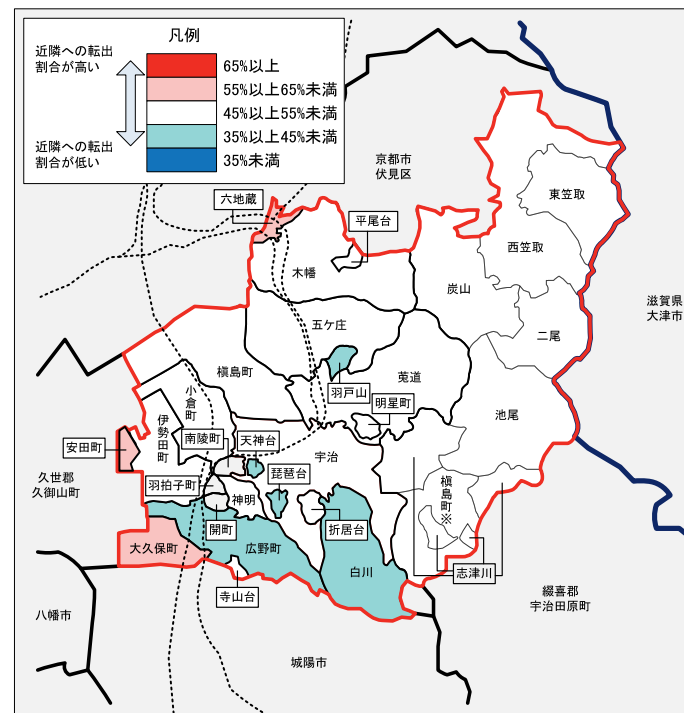 凡例
近隣への転出
割合が高い
65%以上
55%以上65%未満
45%以上55%未満
35%以上45%未満
35%未満
近隣への転出
割合が低い
京都市
伏見区
六地蔵
平尾台
東笠取
西笠取
木幡
炭山
滋賀県
大津市
五ケ庄
二尾
槇島町
羽戸山
菟道
明星町
池尾
小倉町
伊勢田町
南陵町
天神台
宇治
安田町
久世郡
久御山町
羽拍子町
神明
琵琶台
槇島町※
開町
折居台
大久保町
広野町
白川
志津川
寺山台
八幡市
綴喜郡
宇治田原町
城陽市